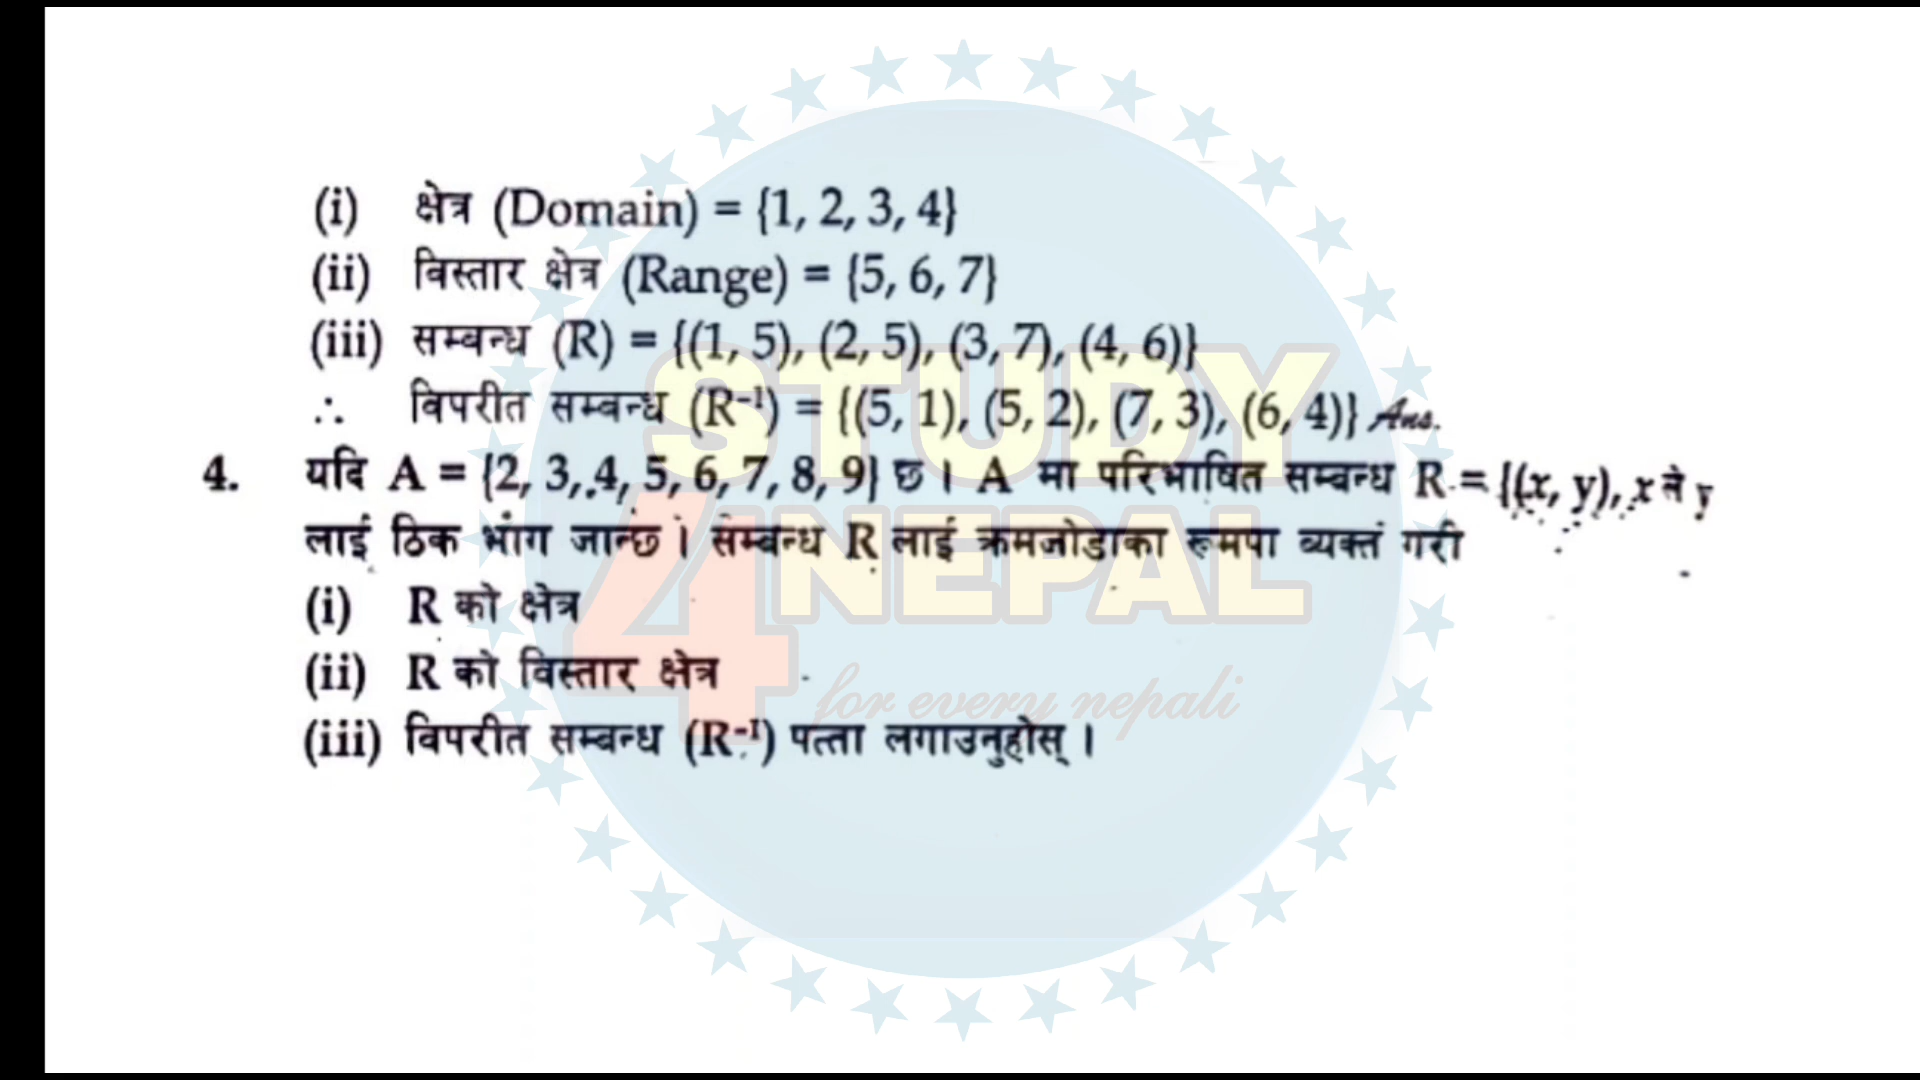 (i) क्षेत्र (Domain) = {1, 2, 3, 4}
(ii) विस्तार क्षेत्र (Range) = {5, 6, 7}
(iii) सम्बन्ध (R) = {(1, 5), (2, 5), (3, 7), (4, 6)}
∴ विपरीत सम्बन्ध (R⁻¹) = {(5, 1), (5, 2), (7, 3), (6, 4)} Ans.
4. यदि A = {2, 3, 4, 5, 6, 7, 8, 9} छ । A मा परिभाषित सम्बन्ध R = {(x, y), x ले y
लाई ठिक भाग जान्छ । सम्बन्ध R लाई क्रमजोडाका रूमपा व्यक्त गरी
(i) R को क्षेत्र
(ii) R को विस्तार क्षेत्र
(iii) विपरीत सम्बन्ध (R⁻¹) पत्ता लगाउनुहोस् ।
STUDY
4 NEPAL
for every nepali